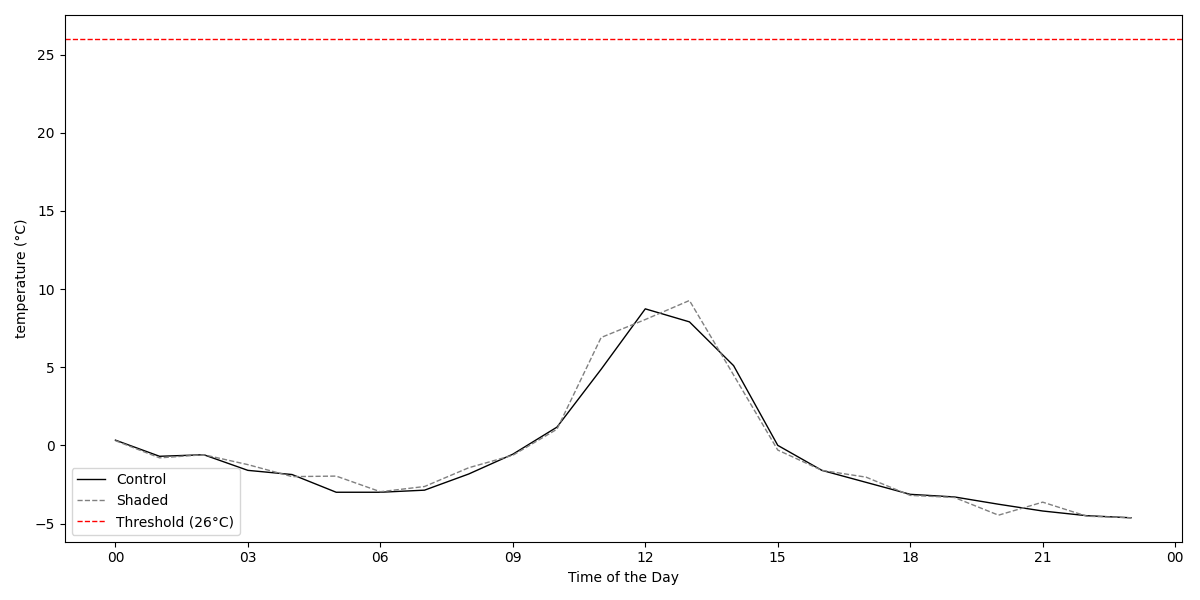 temperature (°C)
25
20
15
10
5
0
−5
Control
Shaded
Threshold (26°C)
00 03 06 09 12 15 18 21 00
Time of the Day